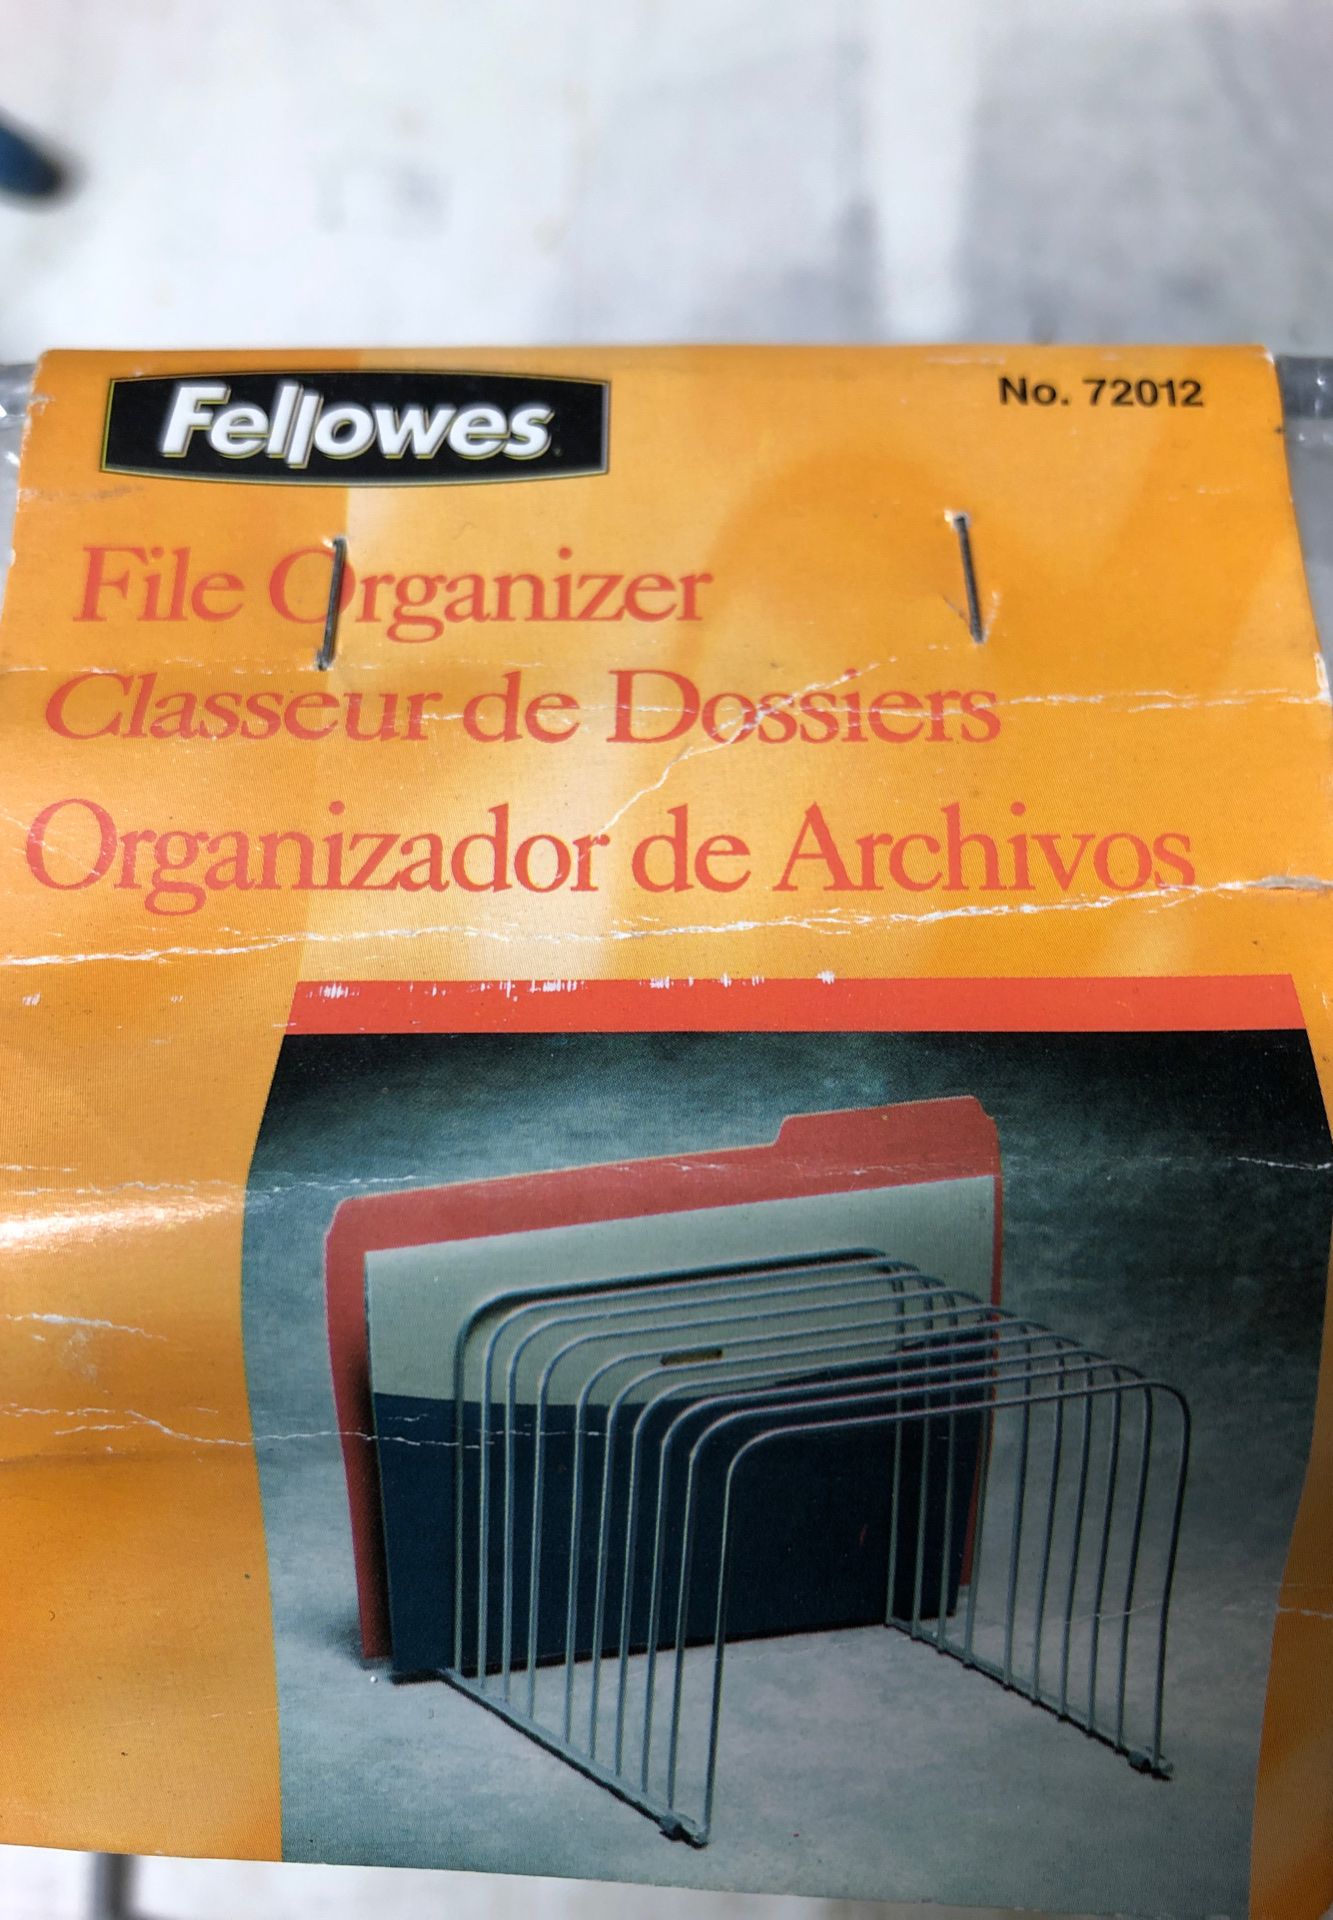 Fellowes
No. 72012
File Organizer
Classeur de Dossiers
Organizador de Archivos